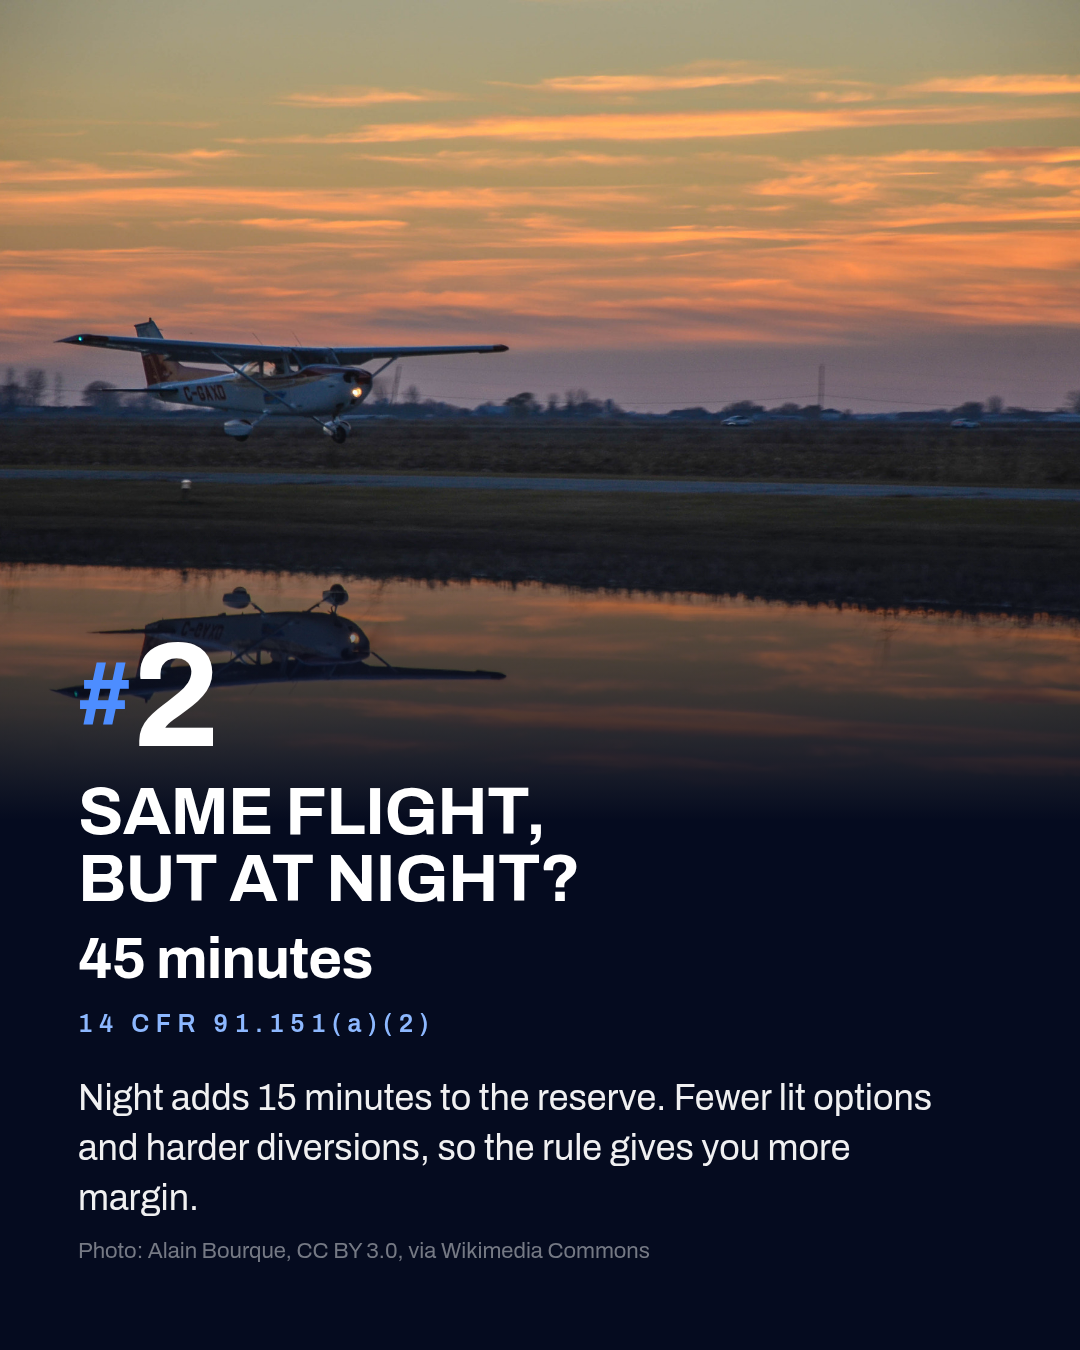 C-GAXD
#2
SAME FLIGHT,
BUT AT NIGHT?
45 minutes
14 CFR 91.151(a)(2)
Night adds 15 minutes to the reserve. Fewer lit options
and harder diversions, so the rule gives you more
margin.
Photo: Alain Bourque, CC BY 3.0, via Wikimedia Commons